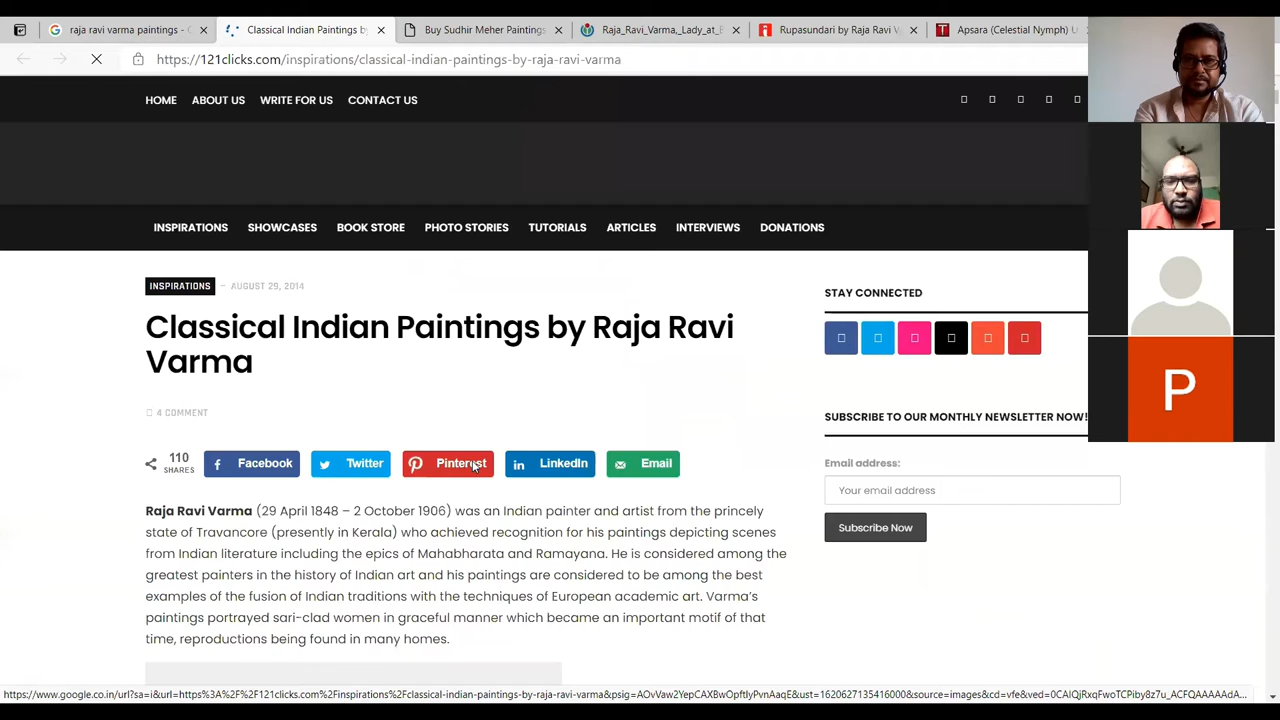 raja ravi varma paintings -
Classical Indian Paintings by
Buy Sudhir Meher Paintings
Raja_Ravi_Varma,_Lady_at_
Rupasundari by Raja Ravi Va
Apsara (Celestial Nymph) U
https://121clicks.com/inspirations/classical-indian-paintings-by-raja-ravi-varma
HOME ABOUT US WRITE FOR US CONTACT US
INSPIRATIONS SHOWCASES BOOK STORE PHOTO STORIES TUTORIALS ARTICLES INTERVIEWS DONATIONS
INSPIRATIONS – AUGUST 29, 2014
Classical Indian Paintings by Raja Ravi
Varma
4 COMMENT
110
SHARES
Facebook Twitter Pinterest LinkedIn Email
Raja Ravi Varma (29 April 1848 – 2 October 1906) was an Indian painter and artist from the princely
state of Travancore (presently in Kerala) who achieved recognition for his paintings depicting scenes
from Indian literature including the epics of Mahabharata and Ramayana. He is considered among the
greatest painters in the history of Indian art and his paintings are considered to be among the best
examples of the fusion of Indian traditions with the techniques of European academic art. Varma's
paintings portrayed sari-clad women in graceful manner which became an important motif of that
time, reproductions being found in many homes.
STAY CONNECTED
SUBSCRIBE TO OUR MONTHLY NEWSLETTER NOW!
Email address:
Your email address
Subscribe Now
P